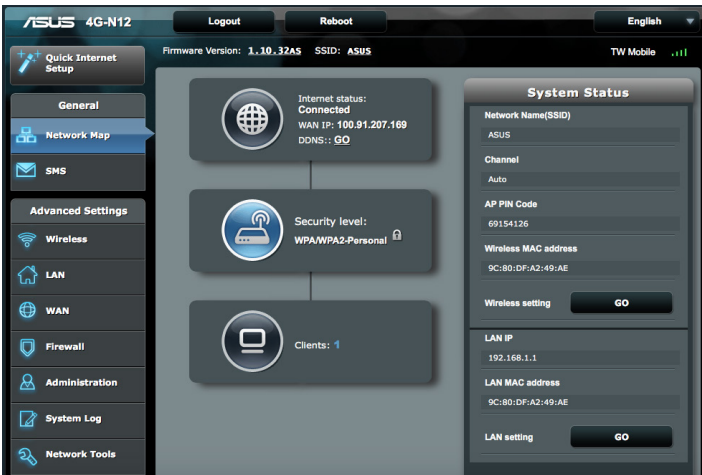 ASUS 4G-N12
Logout
Reboot
English
Quick Internet
Setup
Firmware Version: 1.10.32AS SSID: ASUS
TW Mobile
General
Network Map
SMS
Advanced Settings
Wireless
LAN
WAN
Firewall
Administration
System Log
Network Tools
Internet status:
Connected
WAN IP: 100.91.207.169
DDNS:: GO
Security level:
WPA/WPA2-Personal
Clients: 1
System Status
Network Name(SSID)
ASUS
Channel
Auto
AP PIN Code
69154126
Wireless MAC address
9C:80:DF:A2:49:AE
Wireless setting GO
LAN IP
192.168.1.1
LAN MAC address
9C:80:DF:A2:49:AE
LAN setting GO